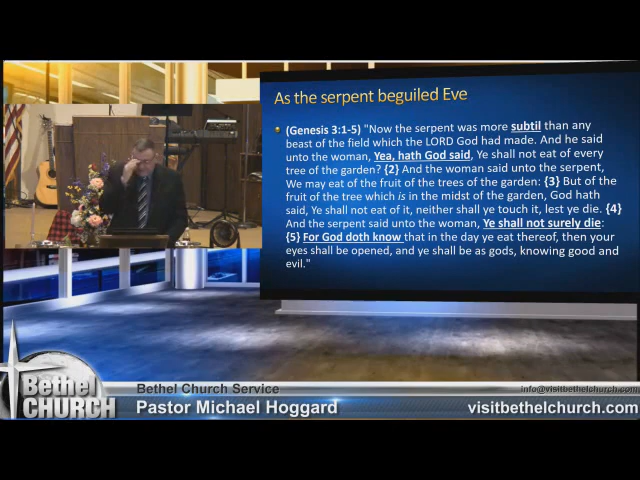 As the serpent beguiled Eve
(Genesis 3:1-5) "Now the serpent was more subtil than any
beast of the field which the LORD God had made. And he said
unto the woman, Yea, hath God said, Ye shall not eat of every
tree of the garden? {2} And the woman said unto the serpent,
We may eat of the fruit of the trees of the garden: {3} But of the
fruit of the tree which is in the midst of the garden, God hath
said, Ye shall not eat of it, neither shall ye touch it, lest ye die. {4}
And the serpent said unto the woman, Ye shall not surely die:
{5} For God doth know that in the day ye eat thereof, then your
eyes shall be opened, and ye shall be as gods, knowing good and
evil."
Bethel
CHURCH
Bethel Church Service
info@visitbethelchurch.com
Pastor Michael Hoggard
visitbethelchurch.com